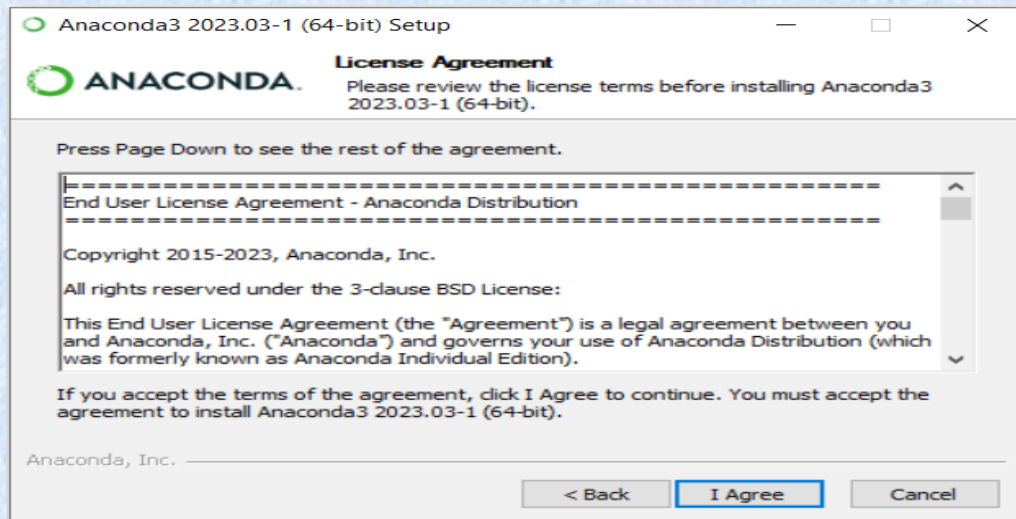 Anaconda3 2023.03-1 (64-bit) Setup
ANACONDA.
License Agreement
Please review the license terms before installing Anaconda3
2023.03-1 (64-bit).
Press Page Down to see the rest of the agreement.
==================================================
End User License Agreement - Anaconda Distribution
==================================================
Copyright 2015-2023, Anaconda, Inc.
All rights reserved under the 3-clause BSD License:
This End User License Agreement (the "Agreement") is a legal agreement between you
and Anaconda, Inc. ("Anaconda") and governs your use of Anaconda Distribution (which
was formerly known as Anaconda Individual Edition).
If you accept the terms of the agreement, click I Agree to continue. You must accept the
agreement to install Anaconda3 2023.03-1 (64-bit).
Anaconda, Inc.
< Back
I Agree
Cancel